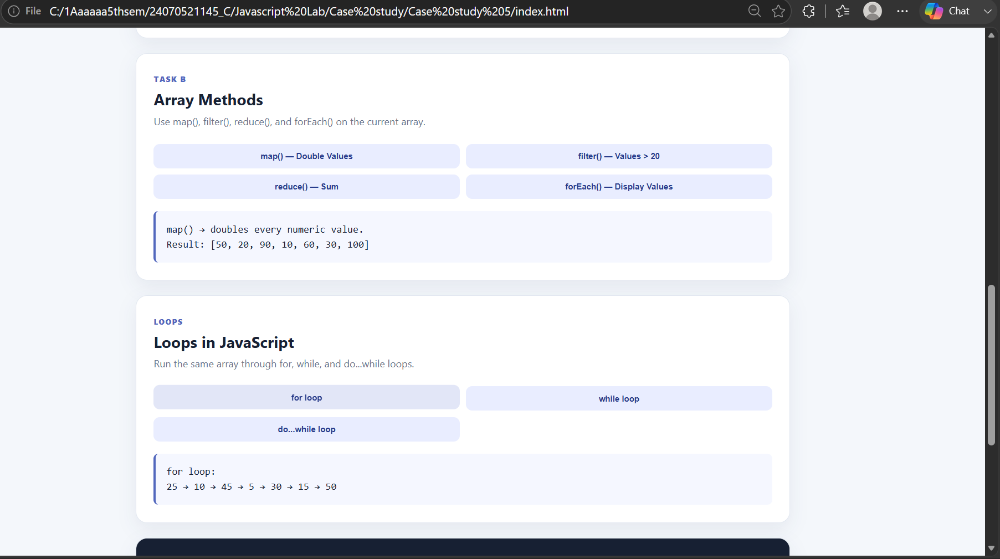 File C:/1Aaaaaa5thsem/24070521145_C/Javascript%20Lab/Case%20study/Case%20study%205/index.html
Chat
TASK B
Array Methods
Use map(), filter(), reduce(), and forEach() on the current array.
map() — Double Values
filter() — Values > 20
reduce() — Sum
forEach() — Display Values
map() → doubles every numeric value.
Result: [50, 20, 90, 10, 60, 30, 100]
LOOPS
Loops in JavaScript
Run the same array through for, while, and do...while loops.
for loop
while loop
do...while loop
for loop:
25 → 10 → 45 → 5 → 30 → 15 → 50